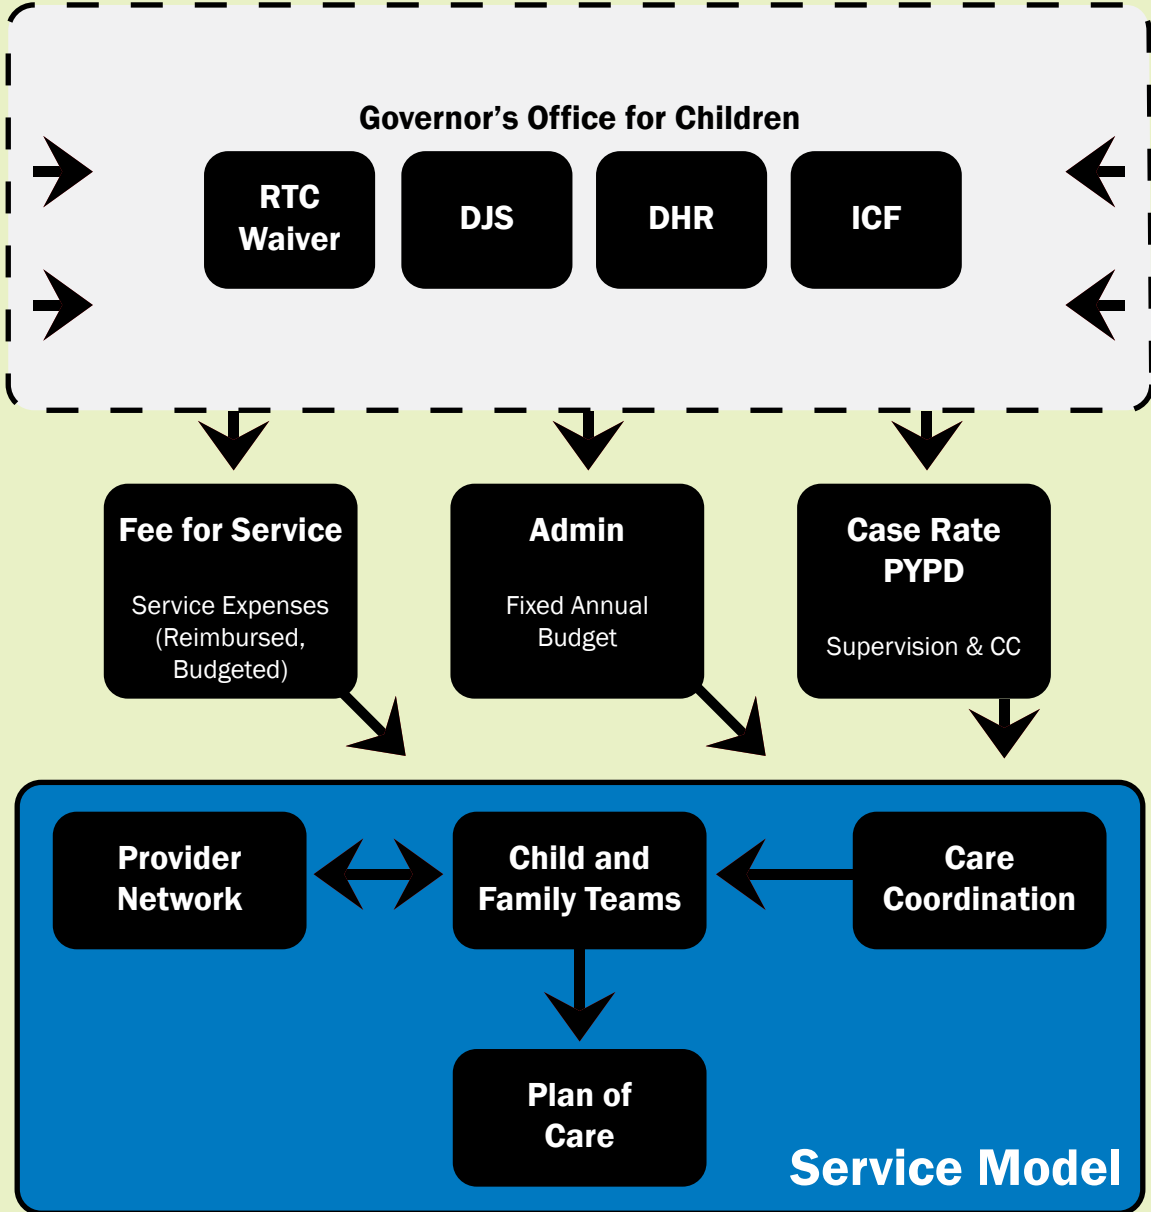 Governor’s Office for Children
RTC
Waiver
DJS
DHR
ICF
Fee for Service
Service Expenses
(Reimbursed,
Budgeted)
Admin
Fixed Annual
Budget
Case Rate
PYPD
Supervision & CC
Provider
Network
Child and
Family Teams
Care
Coordination
Plan of
Care
Service Model